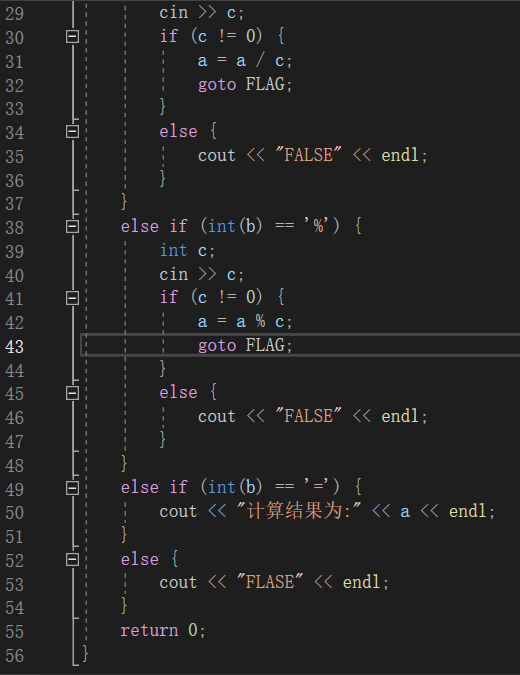 29 cin >> c;
30 if (c != 0) {
31 a = a / c;
32 goto FLAG;
33 }
34 else {
35 cout << "FALSE" << endl;
36 }
37 }
38 else if (int(b) == '%') {
39 int c;
40 cin >> c;
41 if (c != 0) {
42 a = a % c;
43 goto FLAG;
44 }
45 else {
46 cout << "FALSE" << endl;
47 }
48 }
49 else if (int(b) == '=') {
50 cout << "计算结果为:" << a << endl;
51 }
52 else {
53 cout << "FLASE" << endl;
54 }
55 return 0;
56 }